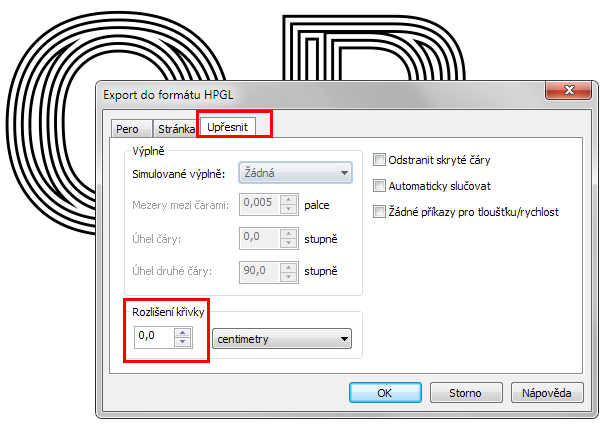 Export do formátu HPGL
Pero Stránka Upřesnit
Výplně
Simulované výplně: Žádná
Mezery mezi čarami: 0,005 palce
Úhel čáry: 0,0 stupně
Úhel druhé čáry: 90,0 stupně
Odstranit skryté čáry
Automaticky slučovat
Žádné příkazy pro tloušťku/rychlost
Rozlišení křivky
0,0 centimetry
OK Storno Nápověda